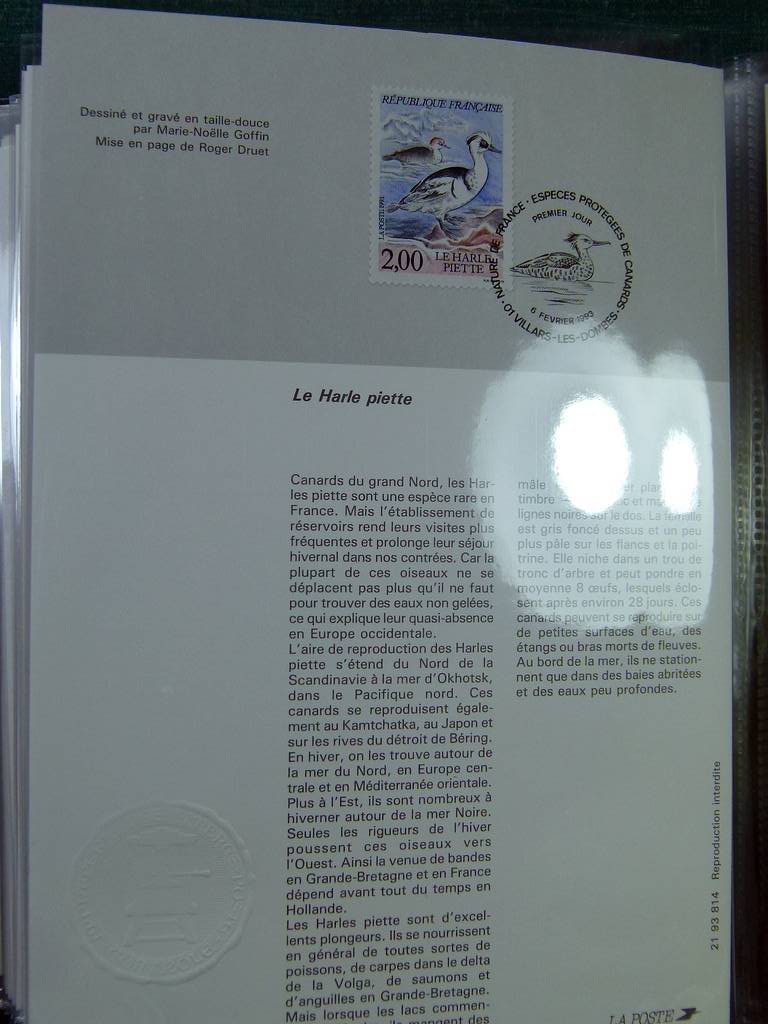 Dessiné et gravé en taille-douce
par Marie-Noëlle Goffin
Mise en page de Roger Druet
RÉPUBLIQUE FRANÇAISE
LA POSTE 1993
2,00
LE HARLE
PIETTE
NATURE DE FRANCE · ESPECES PROTEGEES DE CANARDS ·
PREMIER JOUR
6 FEVRIER 1993
01 VILLARS-LES-DOMBES
Le Harle piette
Canards du grand Nord, les Har-
les piette sont une espèce rare en
France. Mais l'établissement de
réservoirs rend leurs visites plus
fréquentes et prolonge leur séjour
hivernal dans nos contrées. Car la
plupart de ces oiseaux ne se
déplacent pas plus qu'il ne faut
pour trouver des eaux non gelées,
ce qui explique leur quasi-absence
en Europe occidentale.
L'aire de reproduction des Harles
piette s'étend du Nord de la
Scandinavie à la mer d'Okhotsk,
dans le Pacifique nord. Ces
canards se reproduisent égale-
ment au Kamtchatka, au Japon et
sur les rives du détroit de Béring.
En hiver, on les trouve autour de
la mer du Nord, en Europe cen-
trale et en Méditerranée orientale.
Plus à l'Est, ils sont nombreux à
hiverner autour de la mer Noire.
Seules les rigueurs de l'hiver
poussent ces oiseaux vers
l'Ouest. Ainsi la venue de bandes
en Grande-Bretagne et en France
dépend avant tout du temps en
Hollande.
Les Harles piette sont d'excel-
lents plongeurs. Ils se nourrissent
en général de toutes sortes de
poissons, de carpes dans le delta
de la Volga, de saumons et
d'anguilles en Grande-Bretagne.
Mais lorsque les lacs commen-
mangent des
mâle
timbre et
lignes noires sur le dos. La femelle
est gris foncé dessus et un peu
plus pâle sur les flancs et la poi-
trine. Elle niche dans un trou de
tronc d'arbre et peut pondre en
moyenne 8 œufs, lesquels éclo-
sent après environ 28 jours. Ces
canards peuvent se reproduire sur
de petites surfaces d'eau, des
étangs ou bras morts de fleuves.
Au bord de la mer, ils ne station-
nent que dans des baies abritées
et des eaux peu profondes.
21 93 814 Reproduction interdite
LA POSTE